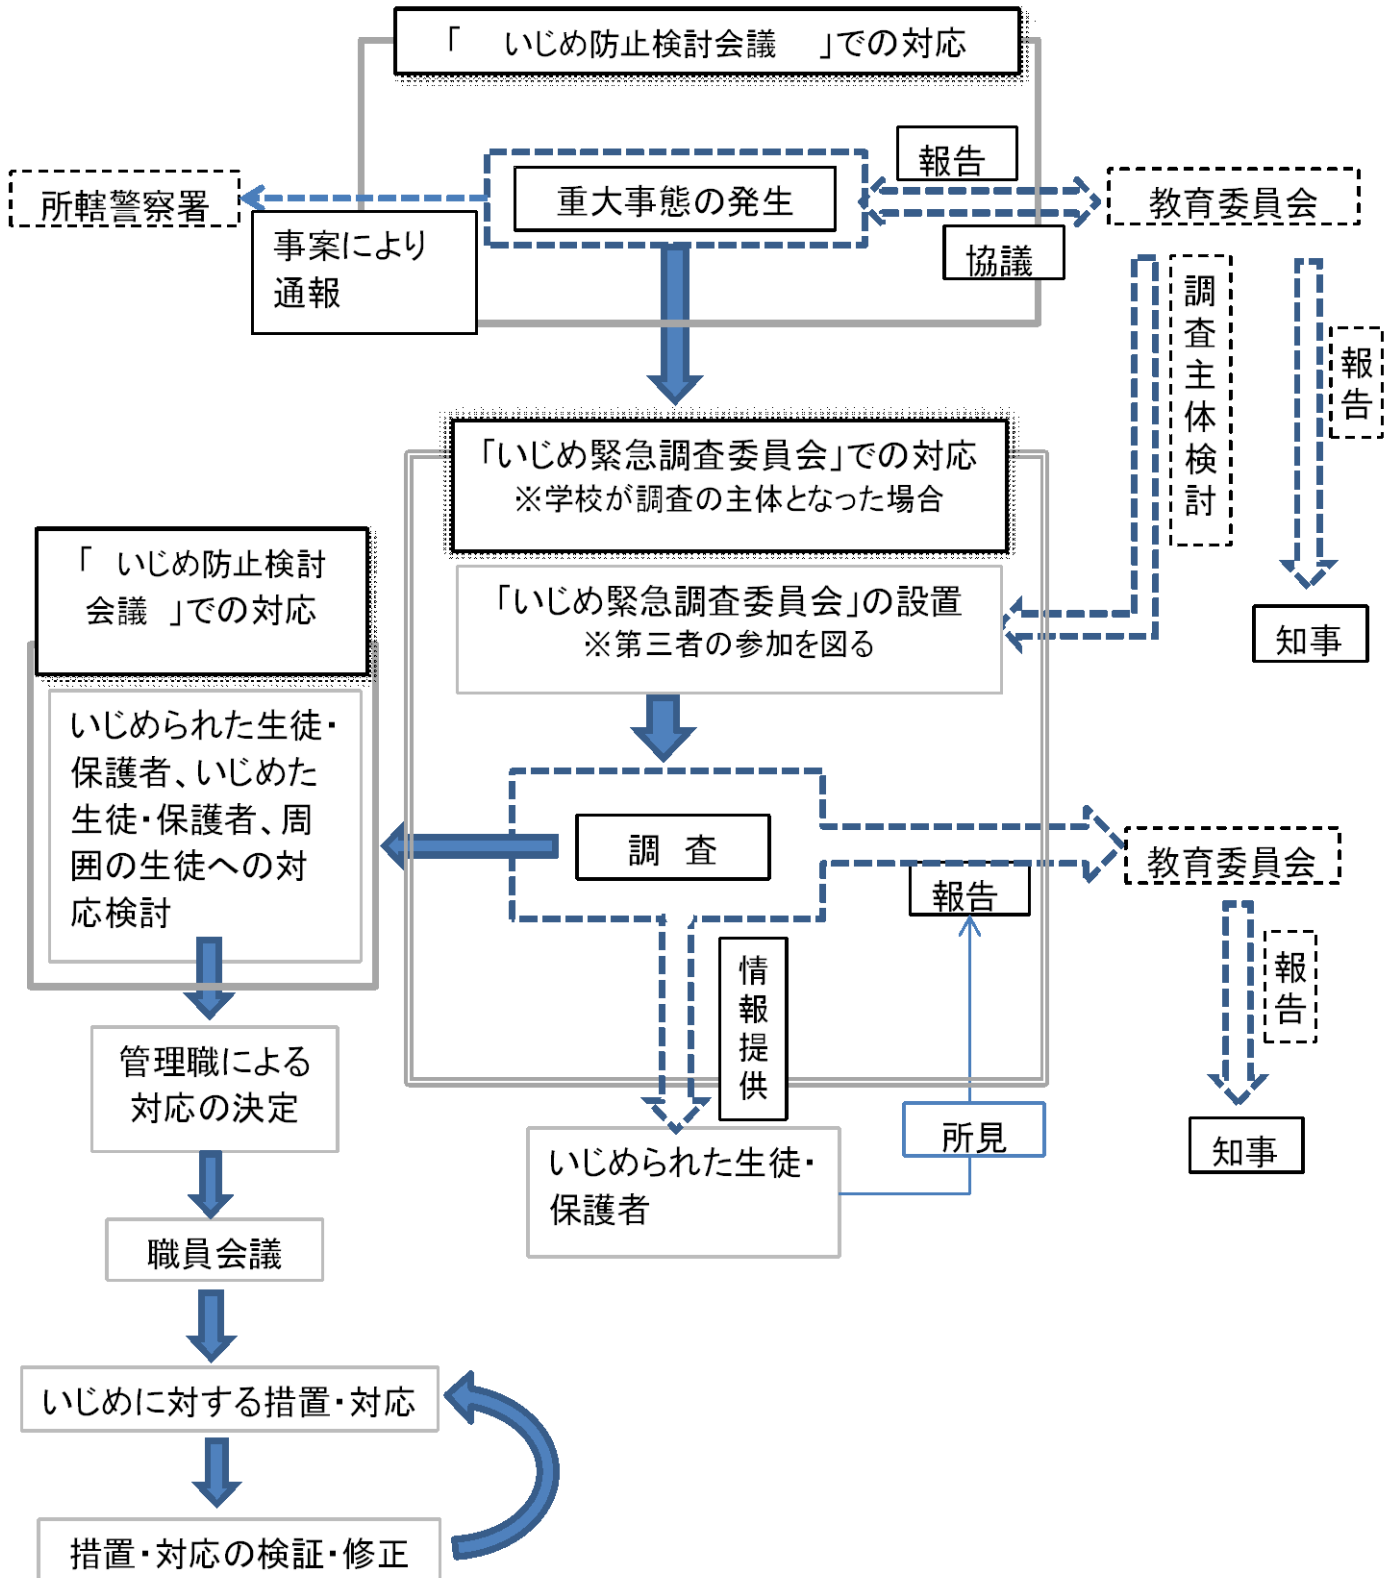 「　いじめ防止検討会議　」での対応
報告
重大事態の発生
所轄警察署
教育委員会
事案により
通報
協議
調査主体検討
報告
「いじめ緊急調査委員会」での対応
※学校が調査の主体となった場合
「　いじめ防止検討
会議　」での対応
「いじめ緊急調査委員会」の設置
※第三者の参加を図る
知事
いじめられた生徒・
保護者、いじめた
生徒・保護者、周
囲の生徒への対
応検討
調　査
教育委員会
報告
情報提供
報告
管理職による
対応の決定
所見
知事
いじめられた生徒・
保護者
職員会議
いじめに対する措置・対応
措置・対応の検証・修正